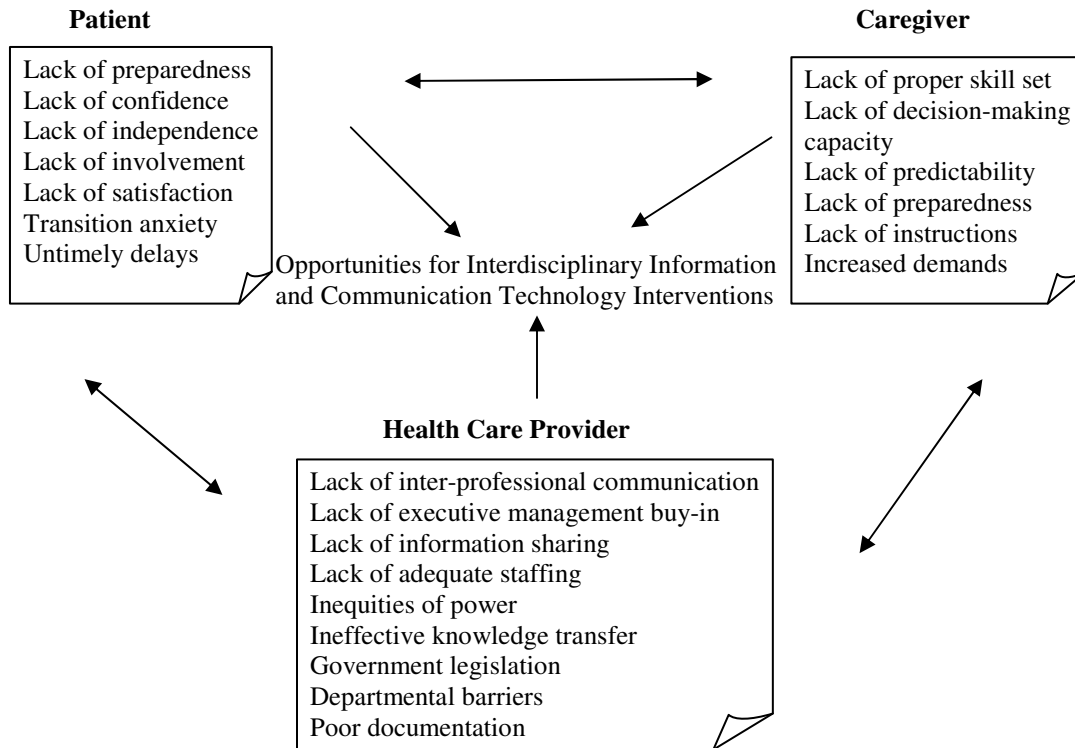 Patient
Lack of preparedness
Lack of confidence
Lack of independence
Lack of involvement
Lack of satisfaction
Transition anxiety
Untimely delays
Caregiver
Lack of proper skill set
Lack of decision-making
capacity
Lack of predictability
Lack of preparedness
Lack of instructions
Increased demands
Opportunities for Interdisciplinary Information
and Communication Technology Interventions
Health Care Provider
Lack of inter-professional communication
Lack of executive management buy-in
Lack of information sharing
Lack of adequate staffing
Inequities of power
Ineffective knowledge transfer
Government legislation
Departmental barriers
Poor documentation